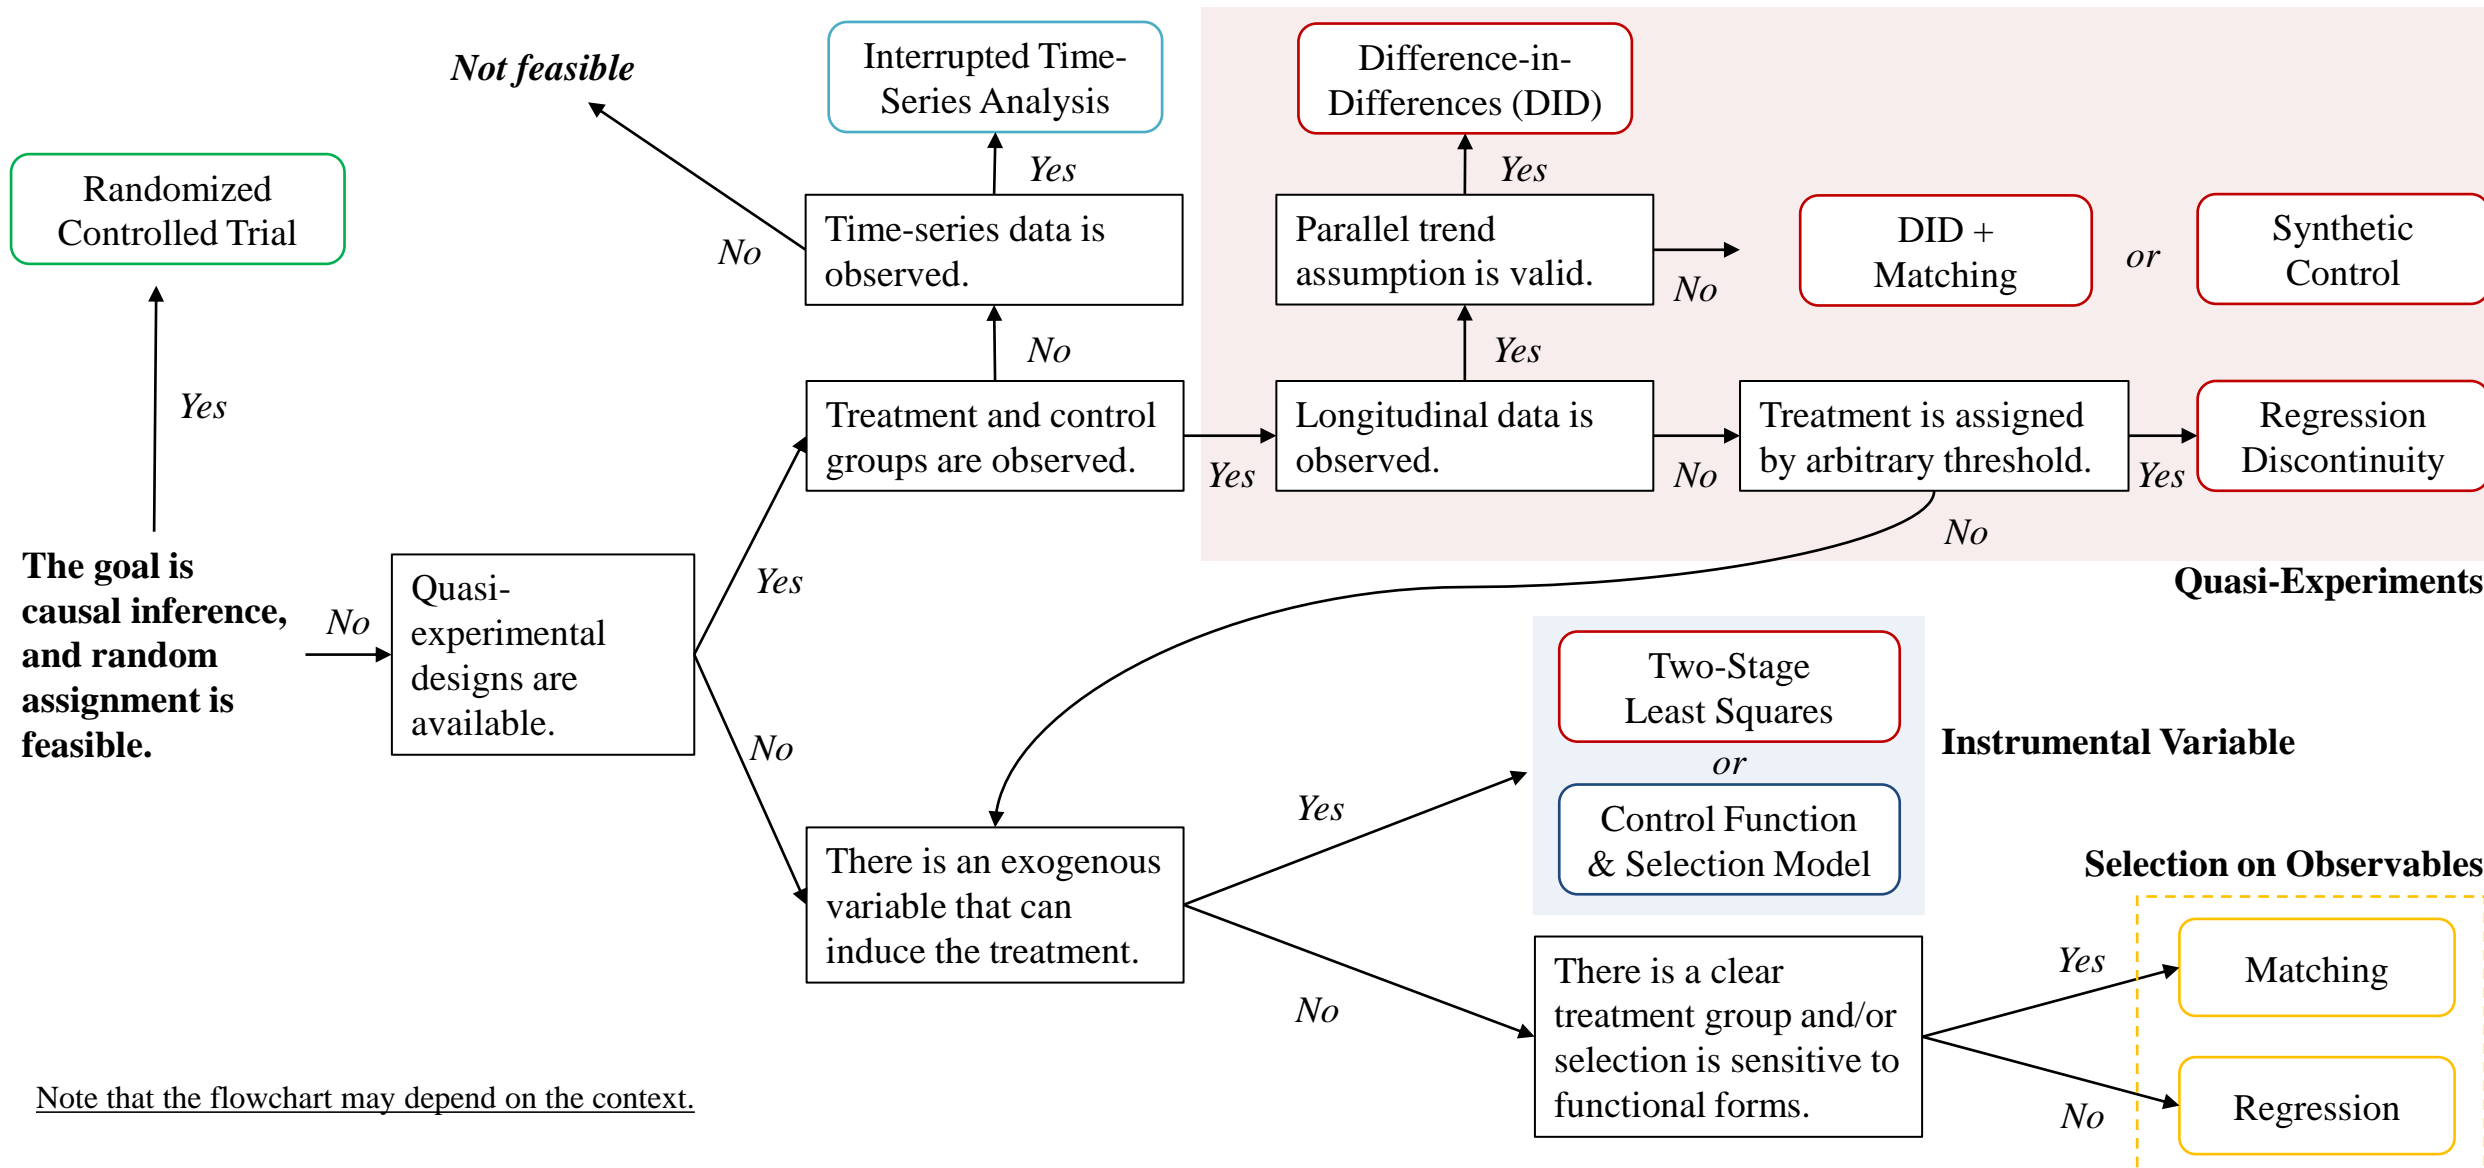 Not feasible
Interrupted Time-
Series Analysis
Difference-in-
Differences (DID)
Yes
Yes
Randomized
Controlled Trial
No
Time-series data is
observed.
Parallel trend
assumption is valid.
No
DID +
Matching
or
Synthetic
Control
No
Yes
Yes
Treatment and control
groups are observed.
Yes
Longitudinal data is
observed.
No
Treatment is assigned
by arbitrary threshold.
Yes
Regression
Discontinuity
No
Quasi-Experiments
The goal is
causal inference,
and random
assignment is
feasible.
No
Quasi-
experimental
designs are
available.
Yes
No
Two-Stage
Least Squares
or
Control Function
& Selection Model
Instrumental Variable
There is an exogenous
variable that can
induce the treatment.
Yes
No
Selection on Observables
There is a clear
treatment group and/or
selection is sensitive to
functional forms.
Yes
Matching
No
Regression
Note that the flowchart may depend on the context.